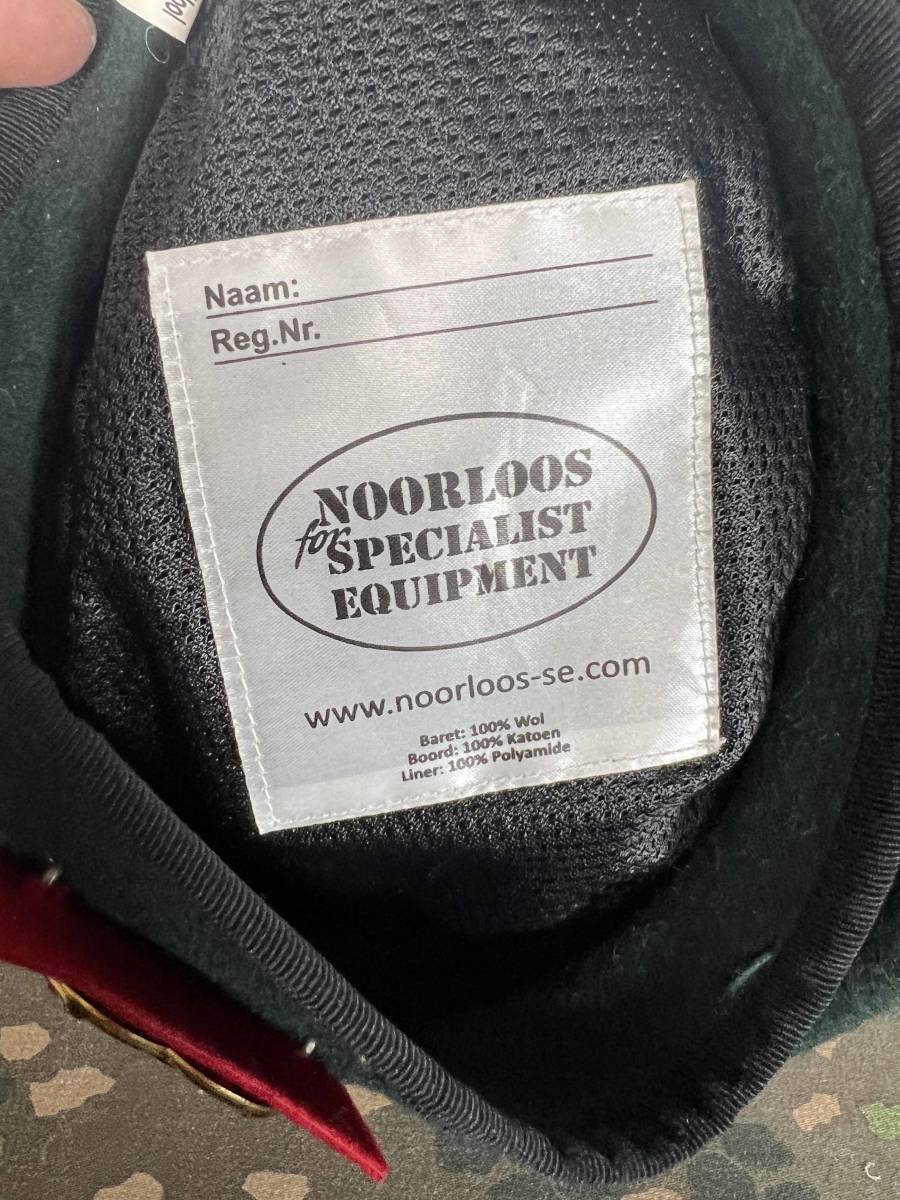 Naam:
Reg.Nr.
NOORLOOS
for SPECIALIST
EQUIPMENT
www.noorloos-se.com
Baret: 100% Wol
Boord: 100% Katoen
Liner: 100% Polyamide